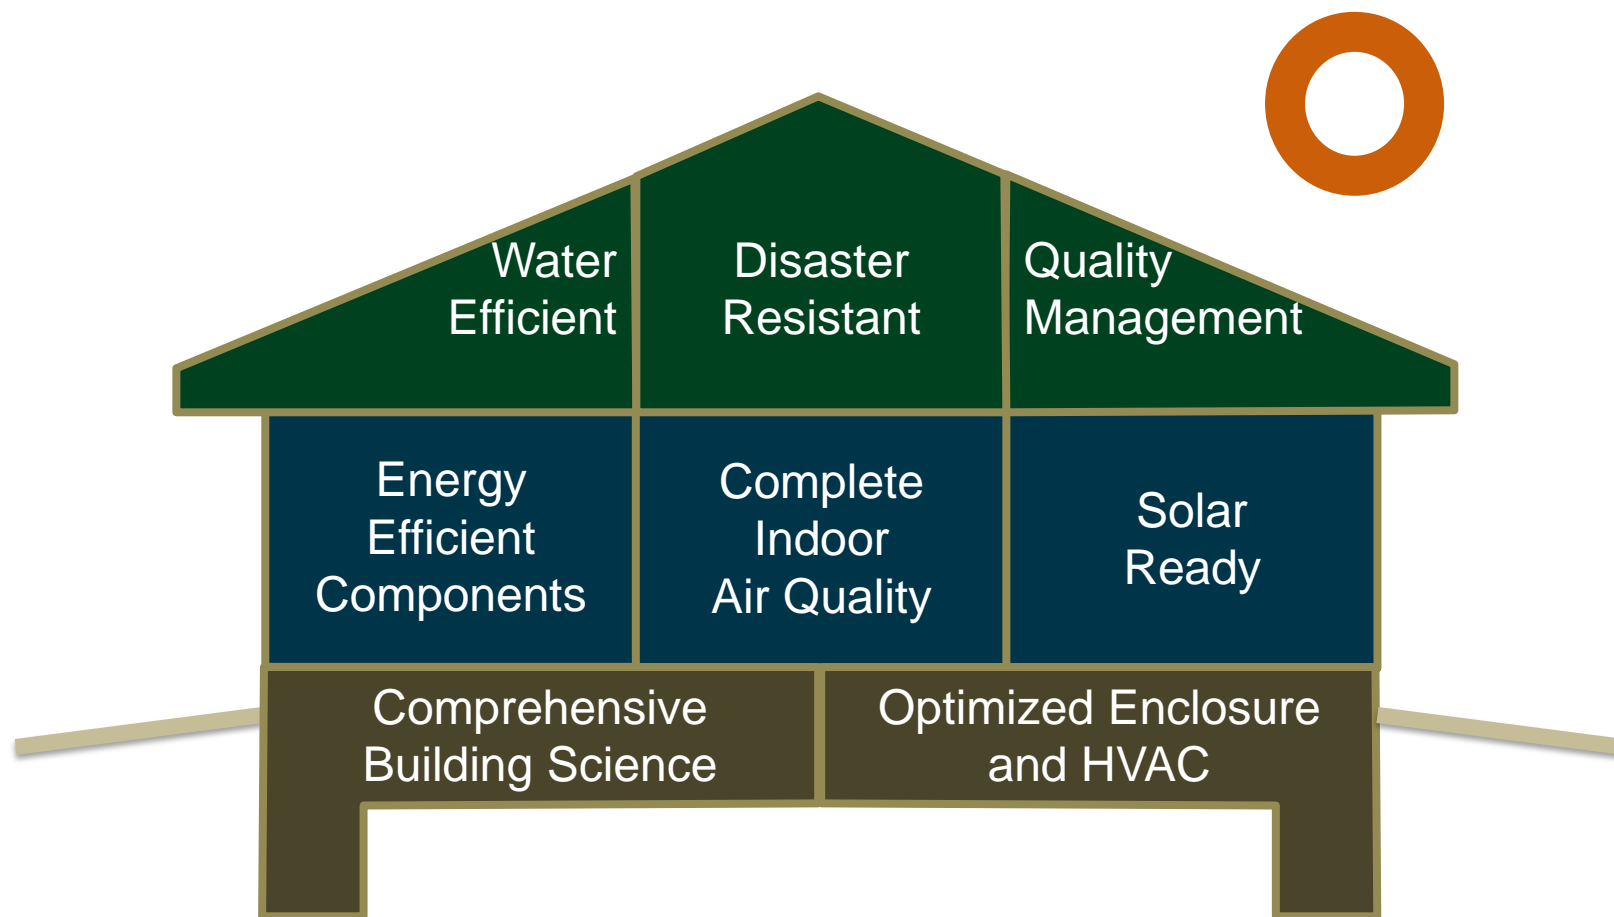 Water
Efficient
Disaster
Resistant
Quality
Management
Energy
Efficient
Components
Complete
Indoor
Air Quality
Solar
Ready
Comprehensive
Building Science
Optimized Enclosure
and HVAC